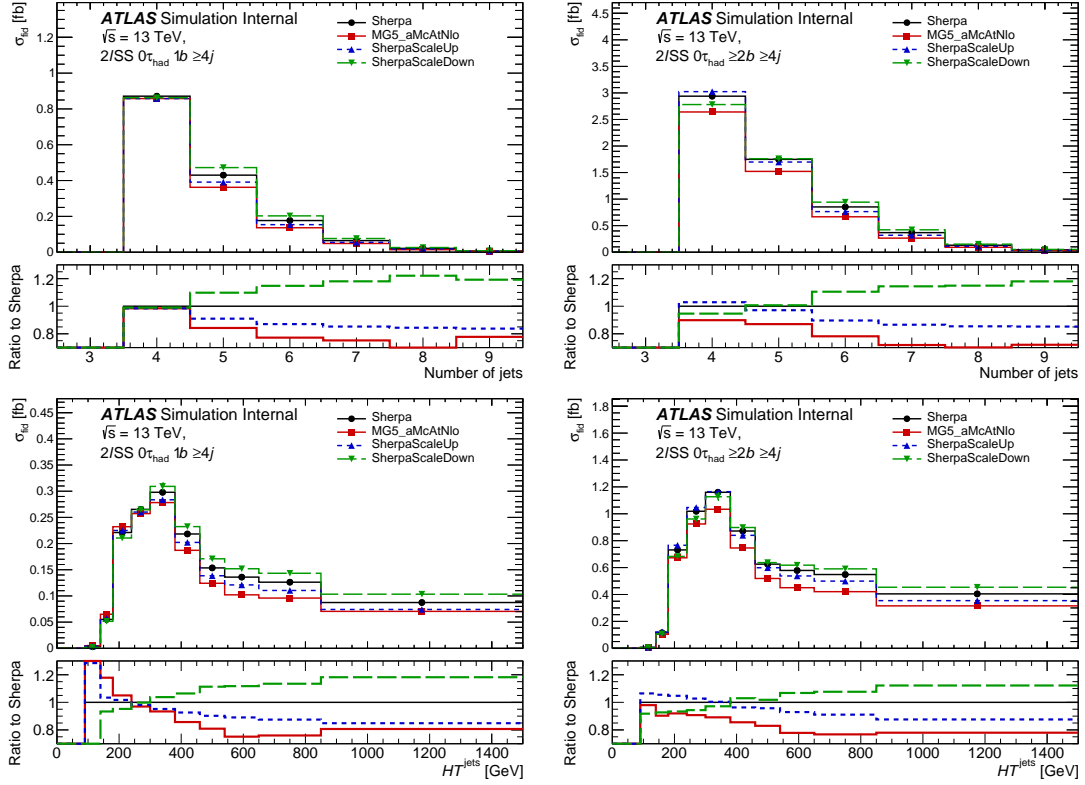 σfid [fb]
ATLAS Simulation Internal
√s = 13 TeV,
2lSS 0τhad 1b ≥4j
Sherpa
MG5_aMcAtNlo
SherpaScaleUp
SherpaScaleDown
1.2
1
0.8
0.6
0.4
0.2
0
Ratio to Sherpa
1.2
1.0
0.8
3 4 5 6 7 8 9
Number of jets
σfid [fb]
ATLAS Simulation Internal
√s = 13 TeV,
2lSS 0τhad ≥2b ≥4j
Sherpa
MG5_aMcAtNlo
SherpaScaleUp
SherpaScaleDown
4.5
4
3.5
3
2.5
2
1.5
1
0.5
0
Ratio to Sherpa
1.2
1.0
0.8
3 4 5 6 7 8 9
Number of jets
σfid [fb]
ATLAS Simulation Internal
√s = 13 TeV,
2lSS 0τhad 1b ≥4j
Sherpa
MG5_aMcAtNlo
SherpaScaleUp
SherpaScaleDown
0.45
0.4
0.35
0.3
0.25
0.2
0.15
0.1
0.05
0
Ratio to Sherpa
1.2
1.0
0.8
0 200 400 600 800 1000 1200 1400
HTjets [GeV]
σfid [fb]
ATLAS Simulation Internal
√s = 13 TeV,
2lSS 0τhad ≥2b ≥4j
Sherpa
MG5_aMcAtNlo
SherpaScaleUp
SherpaScaleDown
1.8
1.6
1.4
1.2
1
0.8
0.6
0.4
0.2
0
Ratio to Sherpa
1.2
1.0
0.8
0 200 400 600 800 1000 1200 1400
HTjets [GeV]